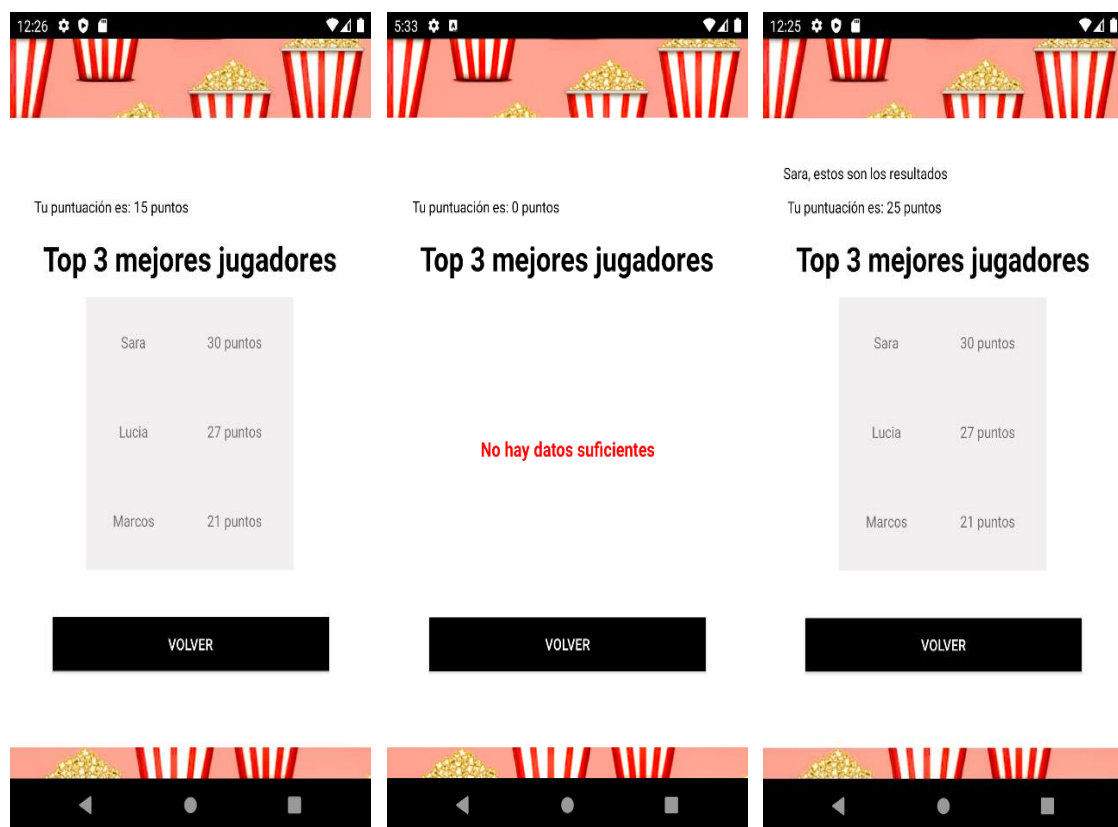 12:26
Tu puntuación es: 15 puntos
Top 3 mejores jugadores
Sara 30 puntos
Lucia 27 puntos
Marcos 21 puntos
VOLVER
5:33
Tu puntuación es: 0 puntos
Top 3 mejores jugadores
No hay datos suficientes
VOLVER
12:25
Sara, estos son los resultados
Tu puntuación es: 25 puntos
Top 3 mejores jugadores
Sara 30 puntos
Lucia 27 puntos
Marcos 21 puntos
VOLVER